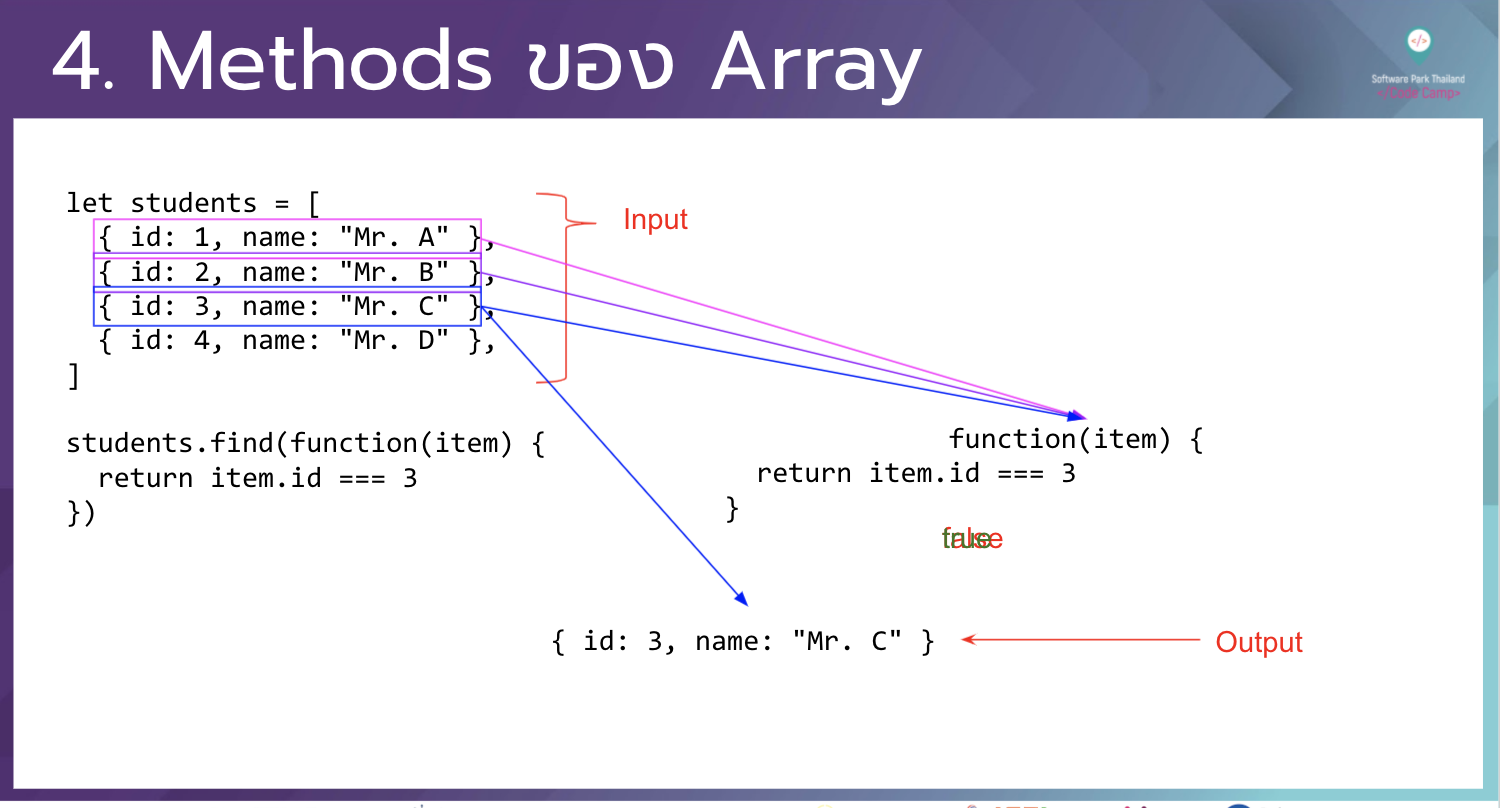 4. Methods ของ Array
</>
Software Park Thailand
</Code Camp>
let students = [
{ id: 1, name: "Mr. A" },
{ id: 2, name: "Mr. B" },
{ id: 3, name: "Mr. C" },
{ id: 4, name: "Mr. D" },
]
Input
students.find(function(item) {
return item.id === 3
})
function(item) {
return item.id === 3
}
false
true
{ id: 3, name: "Mr. C" }
Output